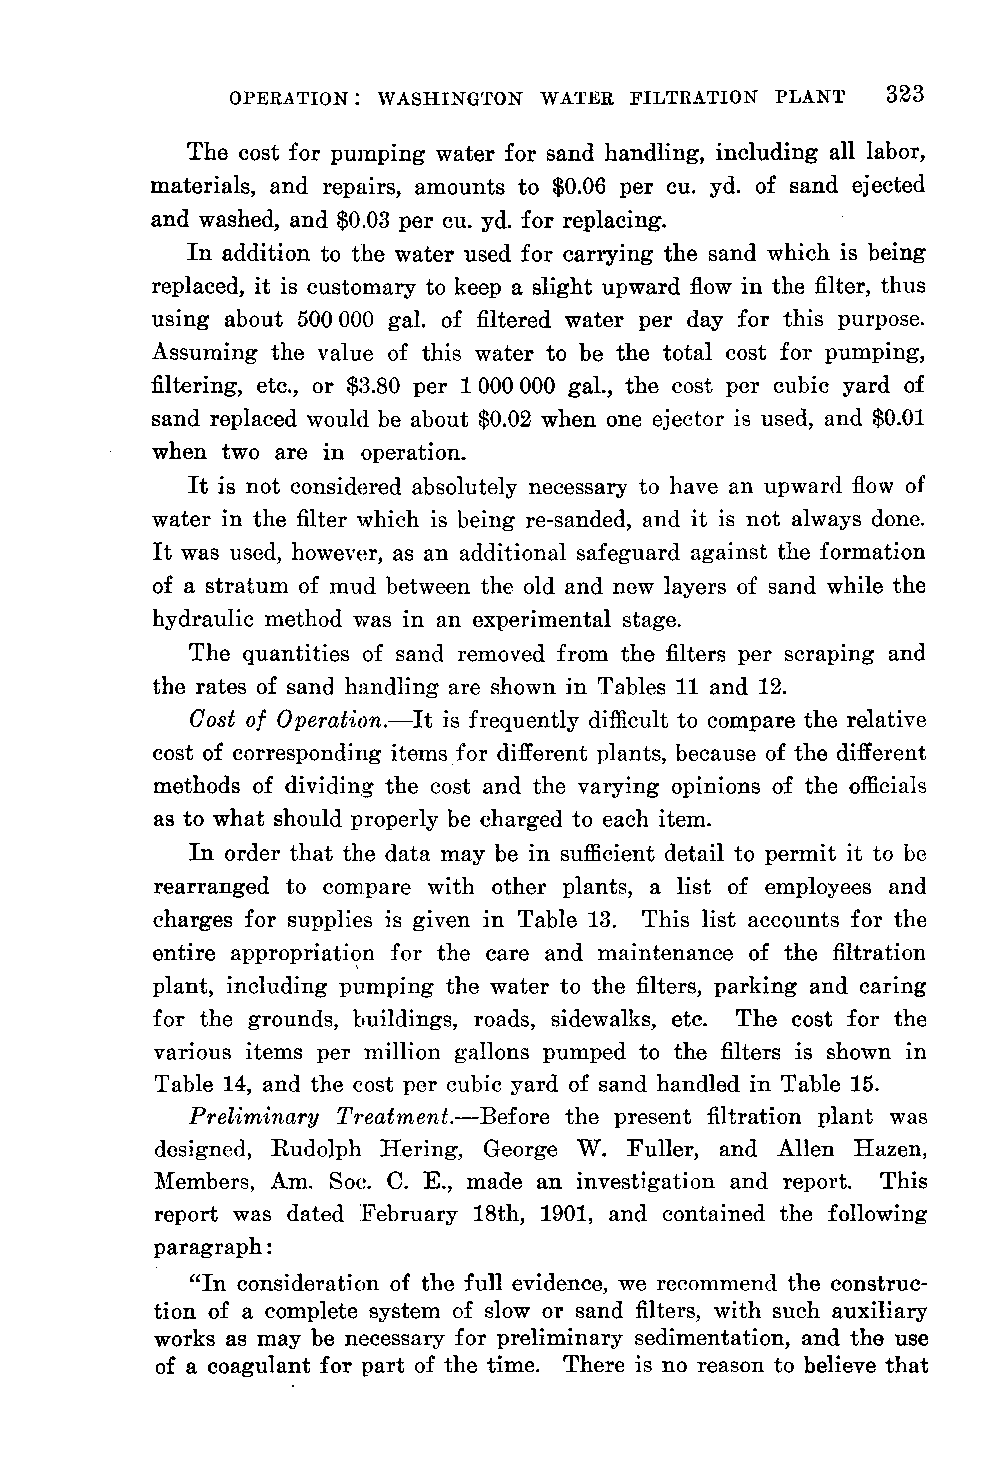 OPERATION: WASHINGTON WATER FILTRATION PLANT 323
The cost for pumping water for sand handling, including all labor,
materials, and repairs, amounts to $0.06 per cu. yd. of sand ejected
and washed, and $0.03 per cu. yd. for replacing.
In addition to the water used for carrying the sand which is being
replaced, it is customary to keep a slight upward flow in the filter, thus
using about 500 000 gal. of filtered water per day for this purpose.
Assuming the value of this water to be the total cost for pumping,
filtering, etc., or $3.80 per 1 000 000 gal., the cost per cubic yard of
sand replaced would be about $0.02 when one ejector is used, and $0.01
when two are in operation.
It is not considered absolutely necessary to have an upward flow of
water in the filter which is being re-sanded, and it is not always done.
It was used, however, as an additional safeguard against the formation
of a stratum of mud between the old and new layers of sand while the
hydraulic method was in an experimental stage.
The quantities of sand removed from the filters per scraping and
the rates of sand handling are shown in Tables 11 and 12.
Cost of Operation.—It is frequently difficult to compare the relative
cost of corresponding items for different plants, because of the different
methods of dividing the cost and the varying opinions of the officials
as to what should properly be charged to each item.
In order that the data may be in sufficient detail to permit it to be
rearranged to compare with other plants, a list of employees and
charges for supplies is given in Table 13. This list accounts for the
entire appropriation for the care and maintenance of the filtration
plant, including pumping the water to the filters, parking and caring
for the grounds, buildings, roads, sidewalks, etc. The cost for the
various items per million gallons pumped to the filters is shown in
Table 14, and the cost per cubic yard of sand handled in Table 15.
Preliminary Treatment.—Before the present filtration plant was
designed, Rudolph Hering, George W. Fuller, and Allen Hazen,
Members, Am. Soc. C. E., made an investigation and report. This
report was dated February 18th, 1901, and contained the following
paragraph:
"In consideration of the full evidence, we recommend the construc-
tion of a complete system of slow or sand filters, with such auxiliary
works as may be necessary for preliminary sedimentation, and the use
of a coagulant for part of the time. There is no reason to believe that